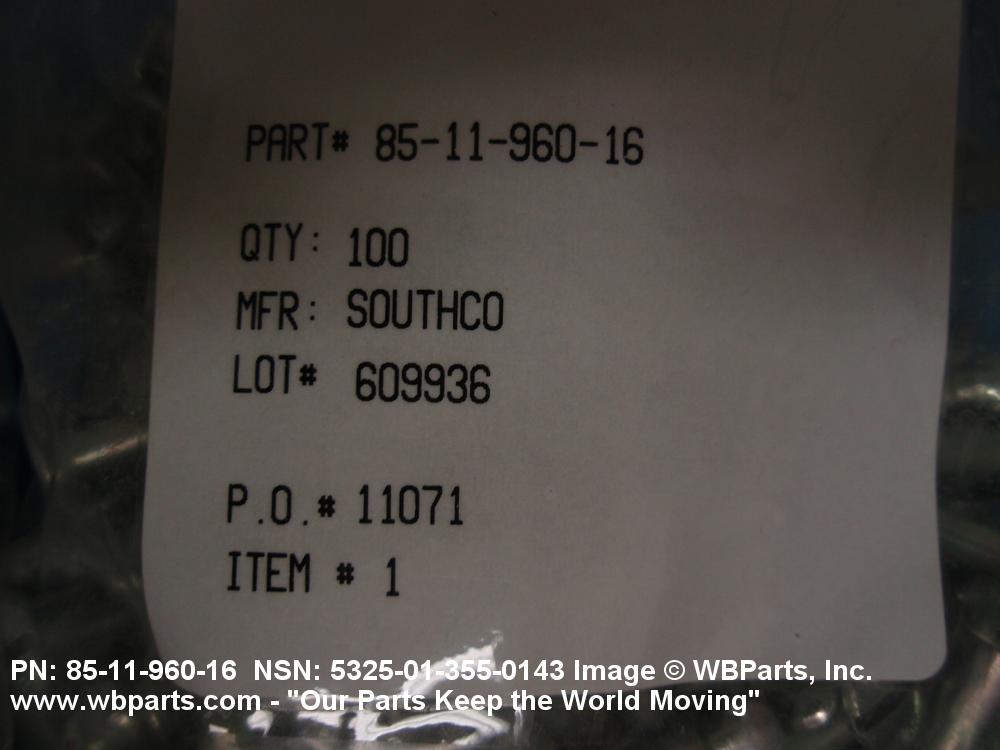 PART# 85-11-960-16
QTY: 100
MFR: SOUTHCO
LOT# 609936
P.O.# 11071
ITEM # 1
PN: 85-11-960-16  NSN: 5325-01-355-0143 Image © WBParts, Inc.
www.wbparts.com - "Our Parts Keep the World Moving"